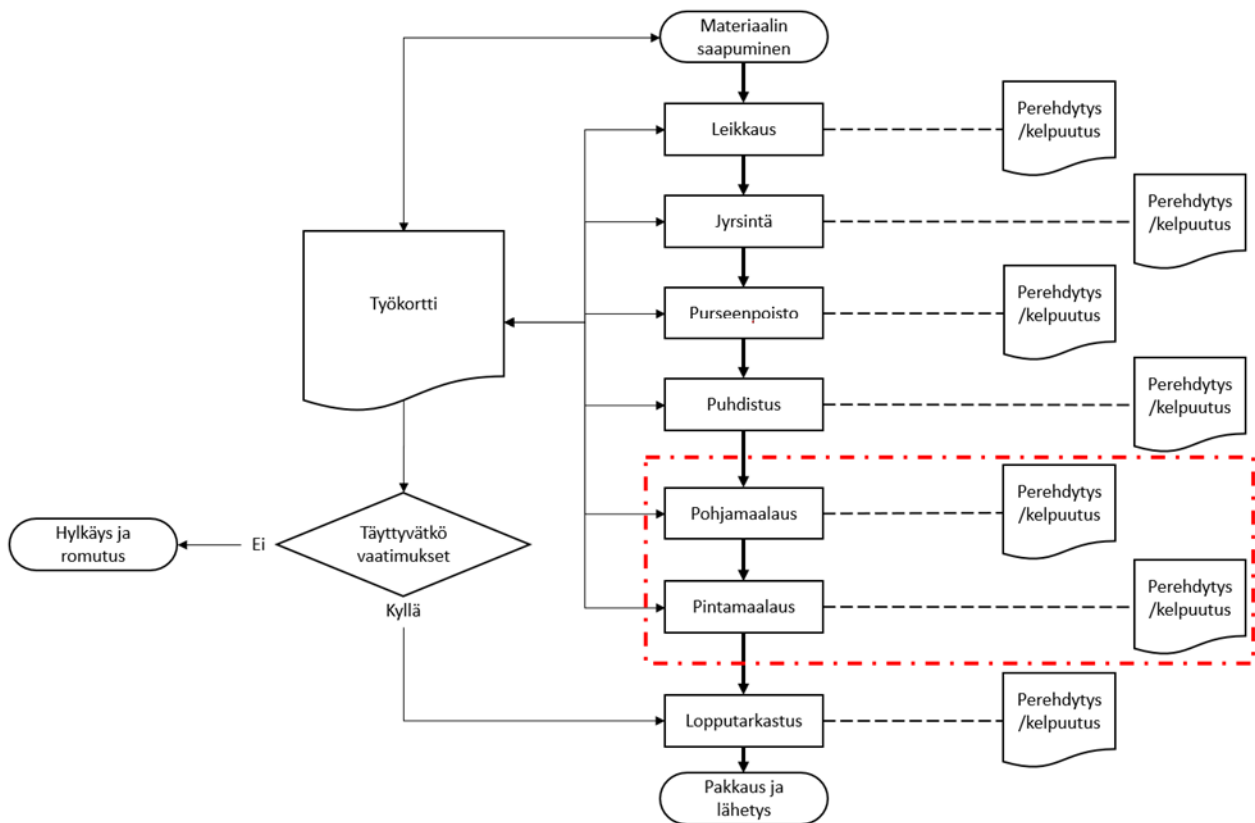 Materiaalin
saapuminen
Leikkaus
Perehdytys
/kelpuutus
Jyrsintä
Perehdytys
/kelpuutus
Työkortti
Purseenpoisto
Perehdytys
/kelpuutus
Puhdistus
Perehdytys
/kelpuutus
Pohjamaalaus
Perehdytys
/kelpuutus
Hylkäys ja
romutus
Ei
Täyttyvätkö
vaatimukset
Kyllä
Pintamaalaus
Perehdytys
/kelpuutus
Lopputarkastus
Perehdytys
/kelpuutus
Pakkaus ja
lähetys